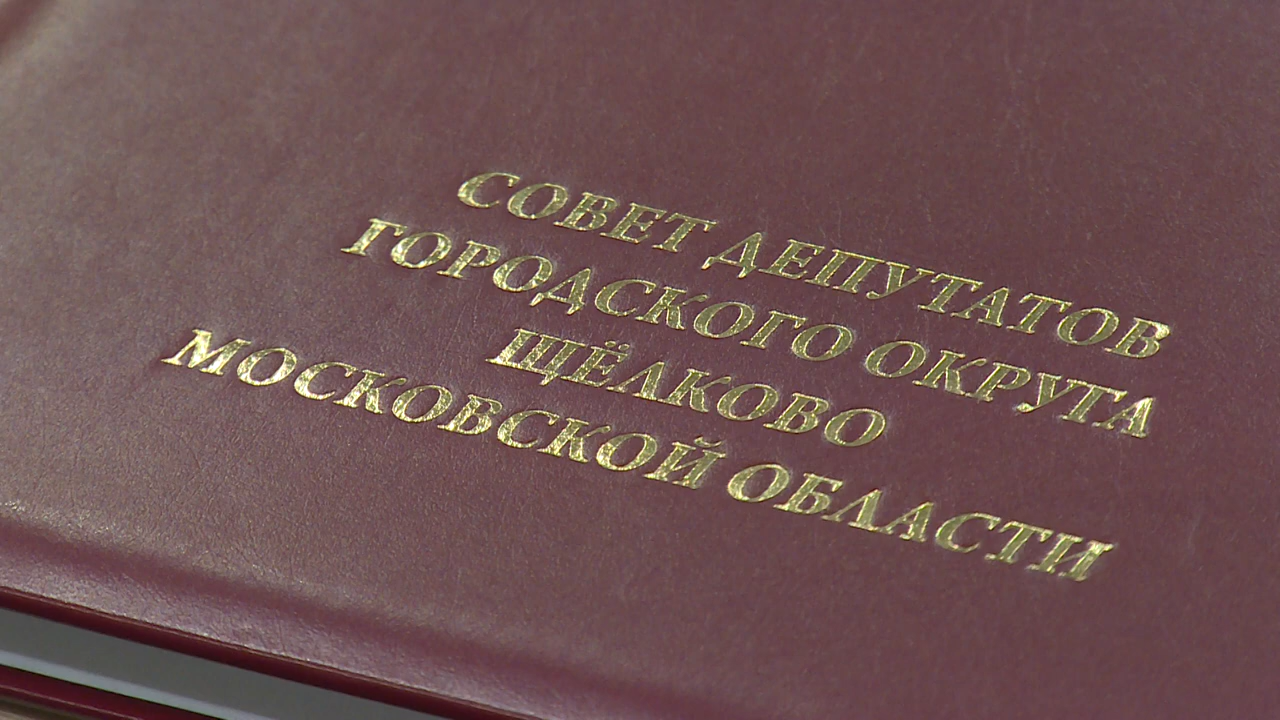 СОВЕТ ДЕПУТАТОВ
ГОРОДСКОГО ОКРУГА
ЩЁЛКОВО
МОСКОВСКОЙ ОБЛАСТИ